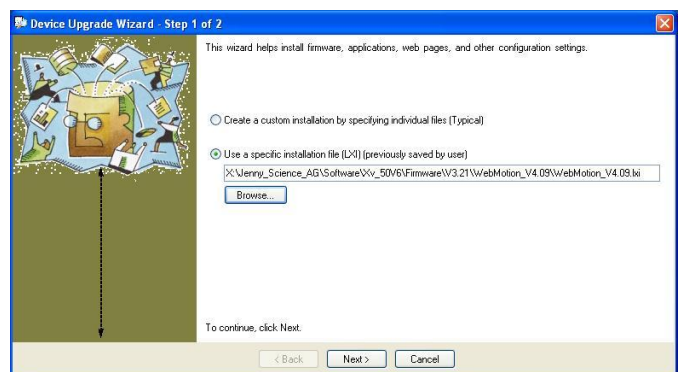 Device Upgrade Wizard - Step 1 of 2
This wizard helps install firmware, applications, web pages, and other configuration settings.
Create a custom installation by specifying individual files (Typical)
Use a specific installation file (LXI) (previously saved by user)
X:\Jenny_Science_AG\Software\Xv_50V6\Firmware\V3.21\WebMotion_V4.09\WebMotion_V4.09.lxi
Browse...
To continue, click Next.
< Back
Next >
Cancel